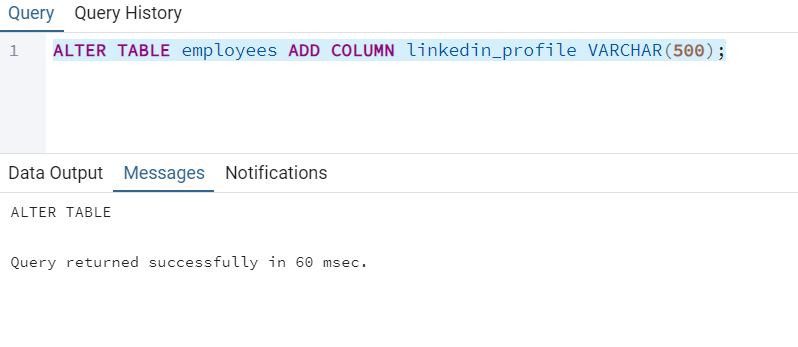 Query Query History
1 ALTER TABLE employees ADD COLUMN linkedin_profile VARCHAR(500);
Data Output Messages Notifications
ALTER TABLE
Query returned successfully in 60 msec.